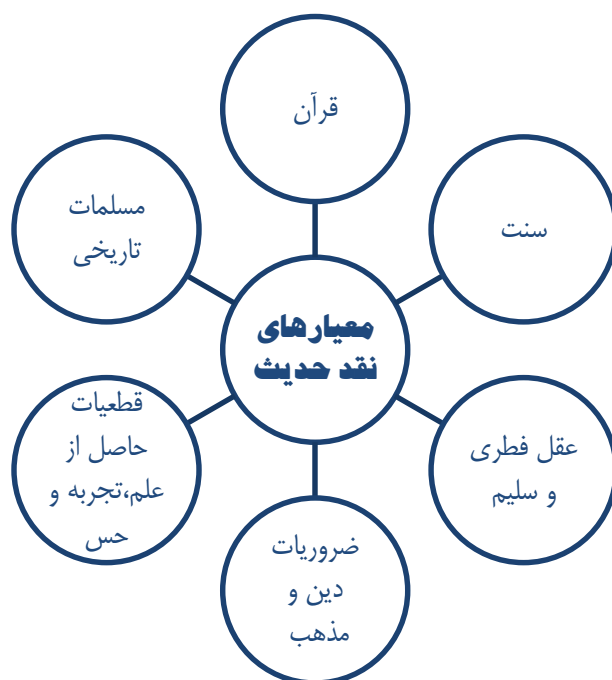 قرآن
سنت
عقل فطری
و سلیم
ضروریات
دین و
مذهب
قطعیات
حاصل از
علم،تجربه و
حس
مسلمات
تاریخی
معیارهای
نقد حدیث